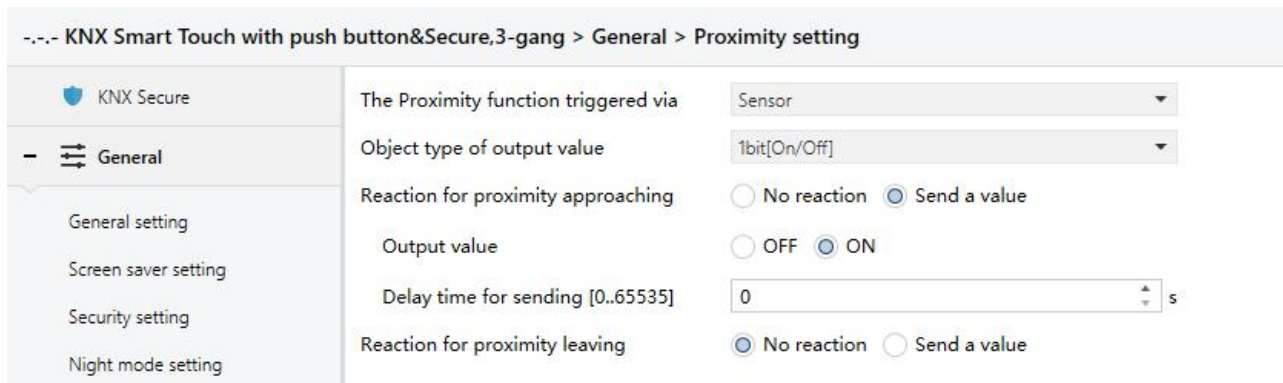 -.-.- KNX Smart Touch with push button&Secure,3-gang > General > Proximity setting
KNX Secure
General
General setting
Screen saver setting
Security setting
Night mode setting
The Proximity function triggered via Sensor
Object type of output value 1bit[On/Off]
Reaction for proximity approaching No reaction Send a value
Output value OFF ON
Delay time for sending [0..65535] 0 s
Reaction for proximity leaving No reaction Send a value